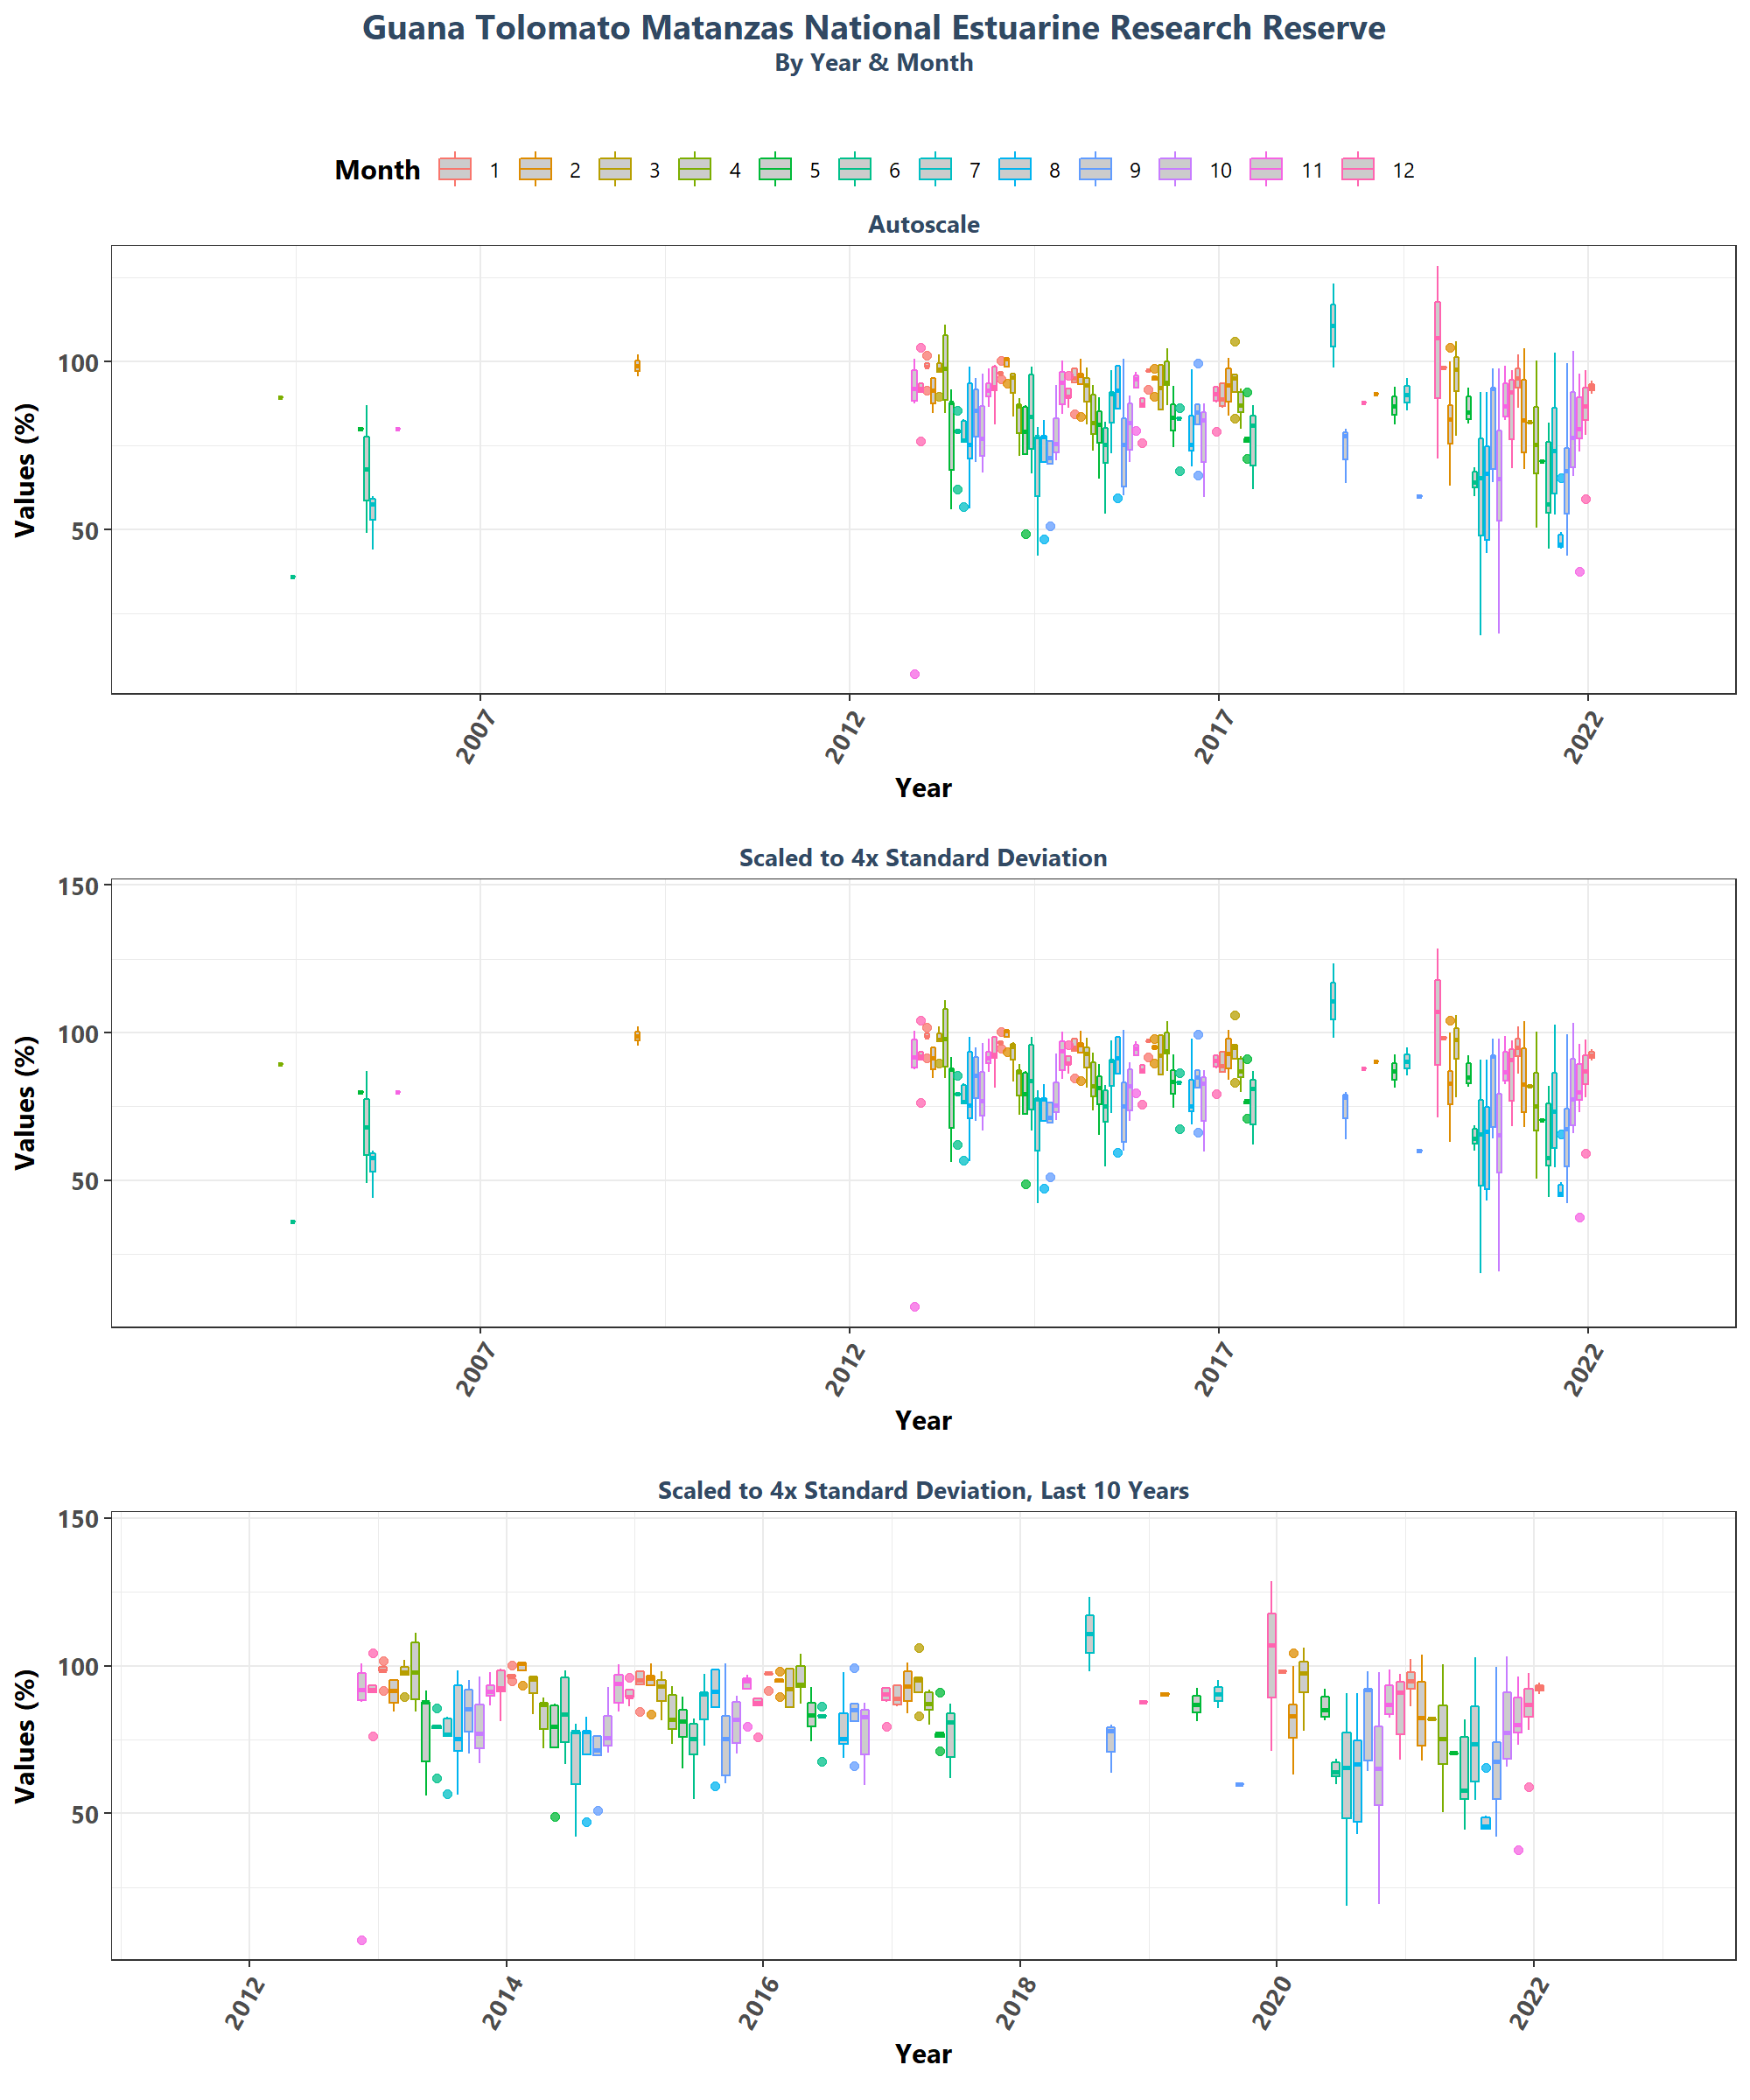 Guana Tolomato Matanzas National Estuarine Research Reserve
By Year & Month
Month 1 2 3 4 5 6 7 8 9 10 11 12
Autoscale
Values (%)
100
50
2007 2012 2017 2022
Year
Scaled to 4x Standard Deviation
Values (%)
150
100
50
2007 2012 2017 2022
Year
Scaled to 4x Standard Deviation, Last 10 Years
Values (%)
150
100
50
2012 2014 2016 2018 2020 2022
Year